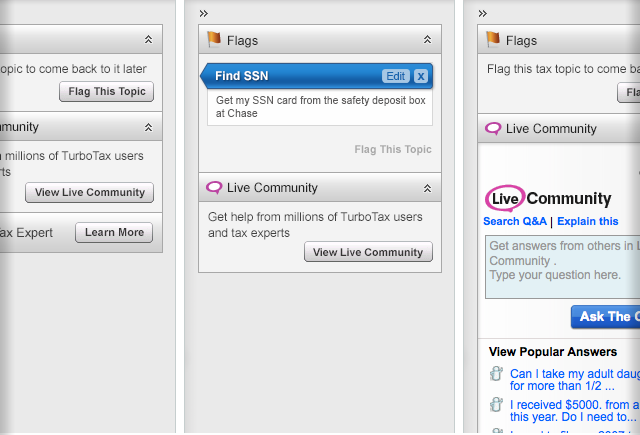 opic to come back to it later
Flag This Topic
mmunity
millions of TurboTax users
rts
View Live Community
ax Expert
Learn More
»
Flags
Find SSN
Edit
x
Get my SSN card from the safety deposit box
at Chase
Flag This Topic
Live Community
Get help from millions of TurboTax users
and tax experts
View Live Community
»
Flags
Flag this tax topic to come ba
Fla
Live Community
Live Community
Search Q&A | Explain this
Get answers from others in L
Community .
Type your question here.
Ask The C
View Popular Answers
Can I take my adult daug
for more than 1/2 ...
I received $5000. from a
this year. Do I need to...